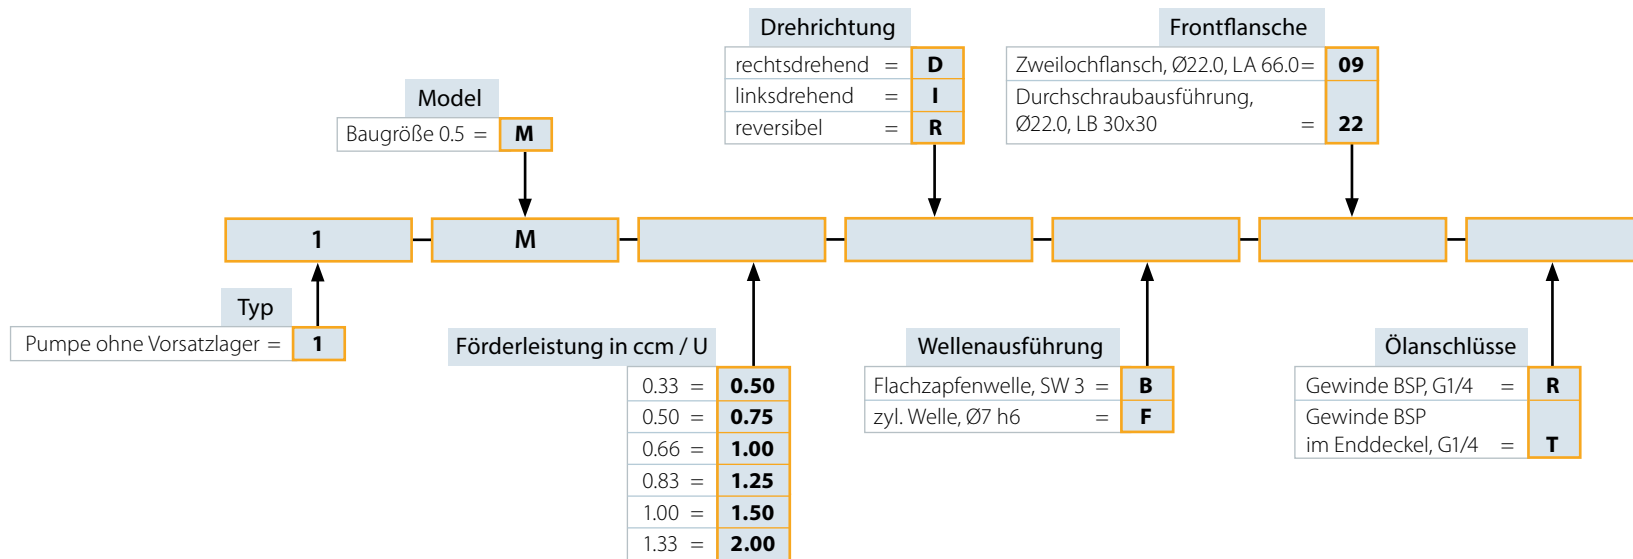 Drehrichtung
rechtsdrehend = D
linksdrehend = I
reversibel = R
Frontflansche
Zweilochflansch, Ø22.0, LA 66.0 = 09
Durchschraubausführung,
Ø22.0, LB 30x30 = 22
Model
Baugröße 0.5 = M
1 M
Typ
Pumpe ohne Vorsatzlager = 1
Förderleistung in ccm / U
0.33 = 0.50
0.50 = 0.75
0.66 = 1.00
0.83 = 1.25
1.00 = 1.50
1.33 = 2.00
Wellenausführung
Flachzapfenwelle, SW 3 = B
zyl. Welle, Ø7 h6 = F
Ölanschlüsse
Gewinde BSP, G1/4 = R
Gewinde BSP
im Enddeckel, G1/4 = T